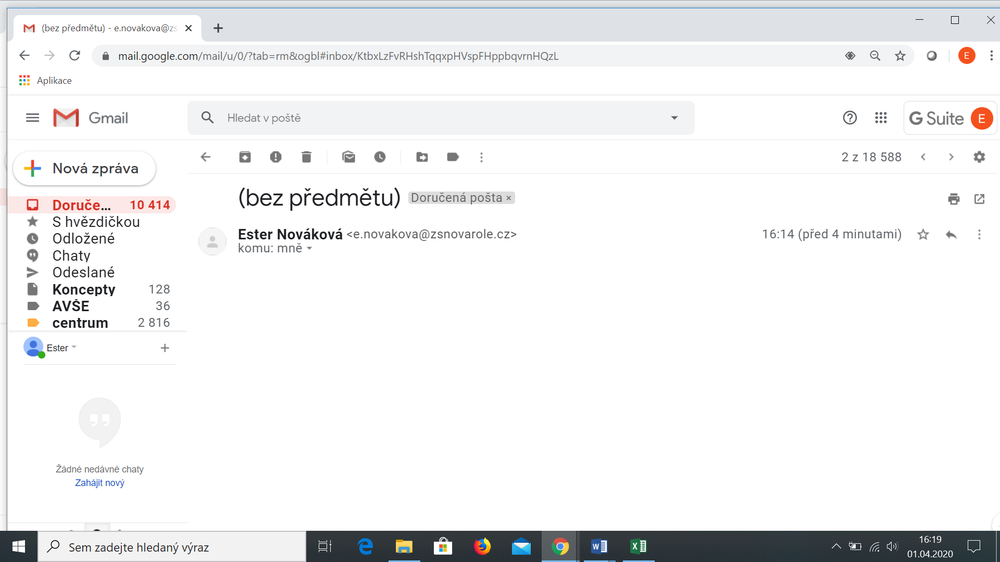 (bez předmětu) - e.novakova@zs
mail.google.com/mail/u/0/?tab=rm&ogbl#inbox/KtbxLzFvRHshTqqxpHVspFHppbqvrnHQzL
E
Aplikace
Gmail
Hledat v poště
G Suite
E
Nová zpráva
2 z 18 588
(bez předmětu)
Doručená pošta ×
Doruče… 10 414
S hvězdičkou
Odložené
Chaty
Odeslané
Koncepty 128
AVŠE 36
centrum 2 816
Ester Nováková <e.novakova@zsnovarole.cz>
16:14 (před 4 minutami)
komu: mně
Ester
Žádné nedávné chaty
Zahájit nový
Sem zadejte hledaný výraz
16:19
01.04.2020